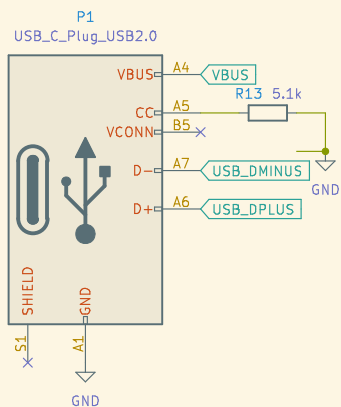 P1
USB_C_Plug_USB2.0
VBUS A4 VBUS
CC A5 R13 5.1k
VCONN B5
D- A7 USB_DMINUS
GND
D+ A6 USB_DPLUS
SHIELD
GND
S1
A1
GND